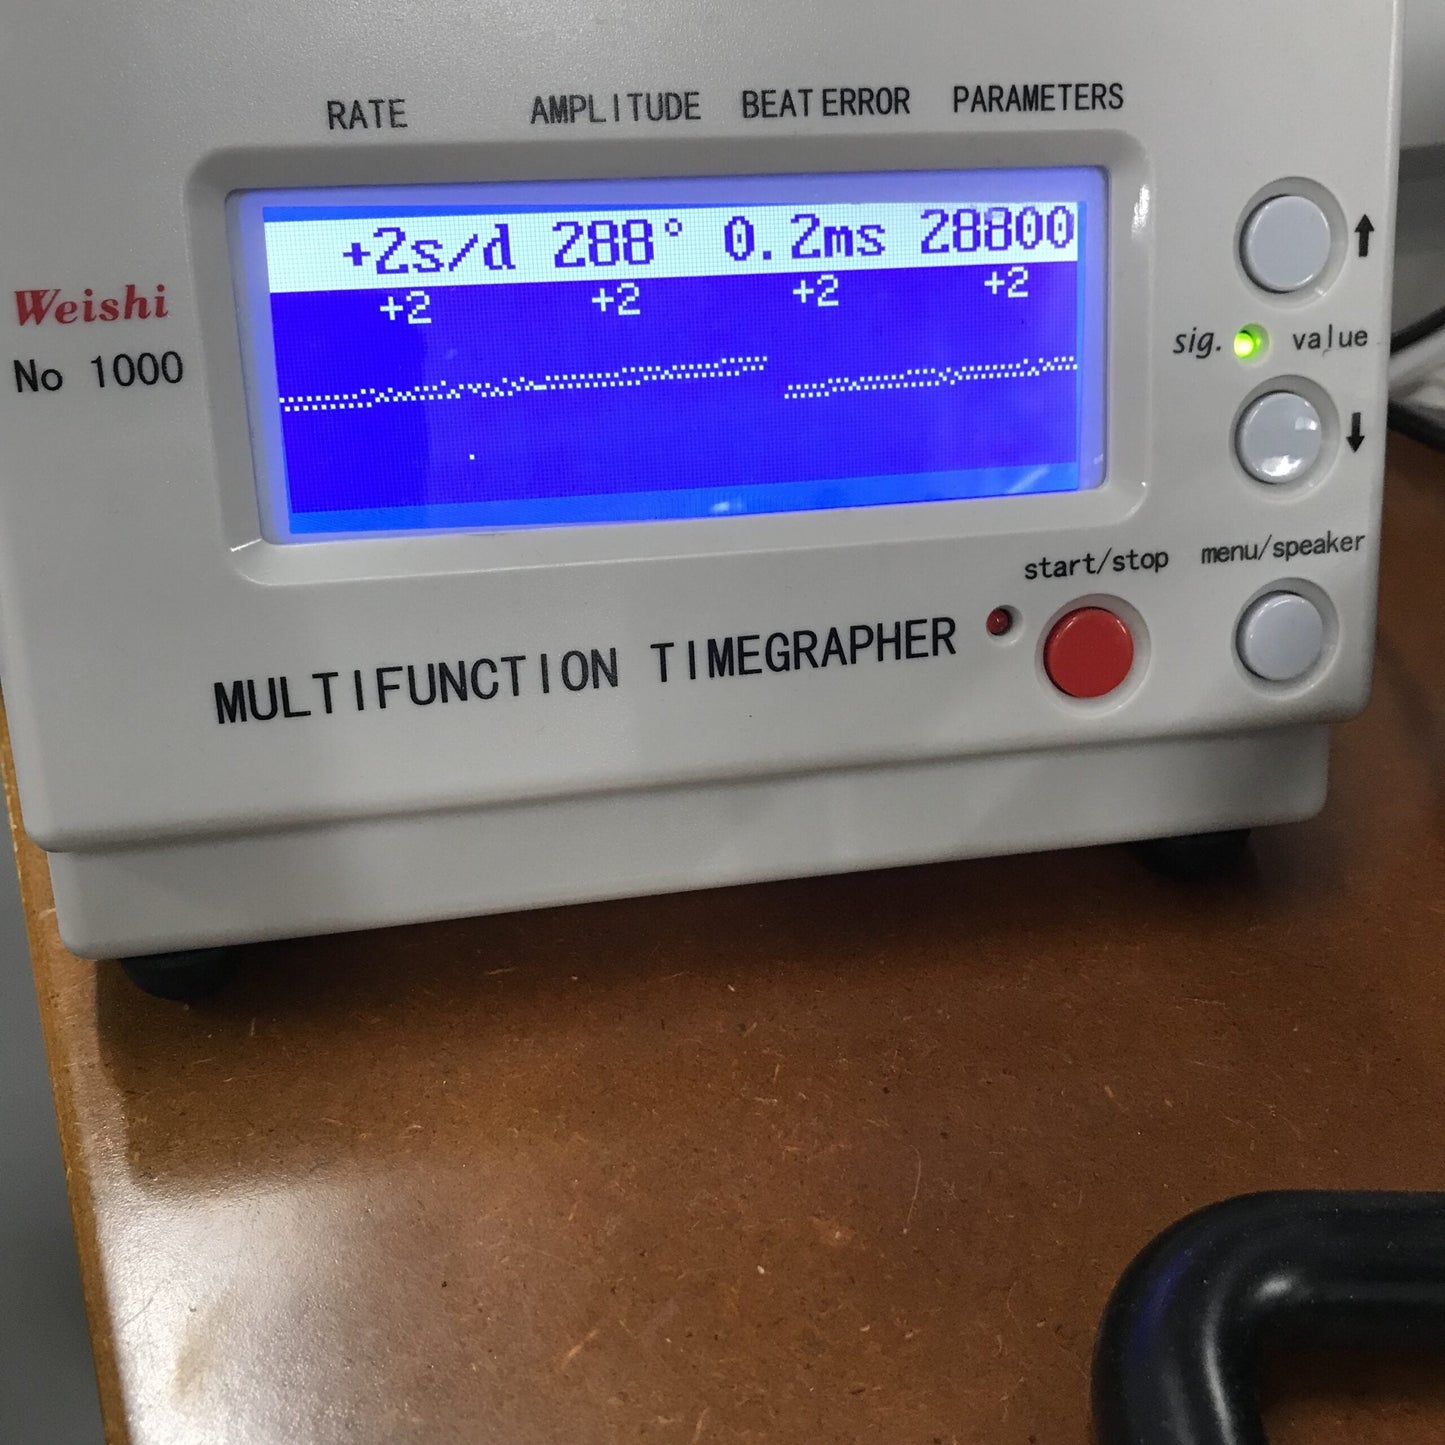 RATE AMPLITUDE BEAT ERROR PARAMETERS
+2s/d 288° 0.2ms 28800
+2 +2 +2 +2
Weishi
No 1000
↑
sig. value
↓
start/stop menu/speaker
MULTIFUNCTION TIMEGRAPHER